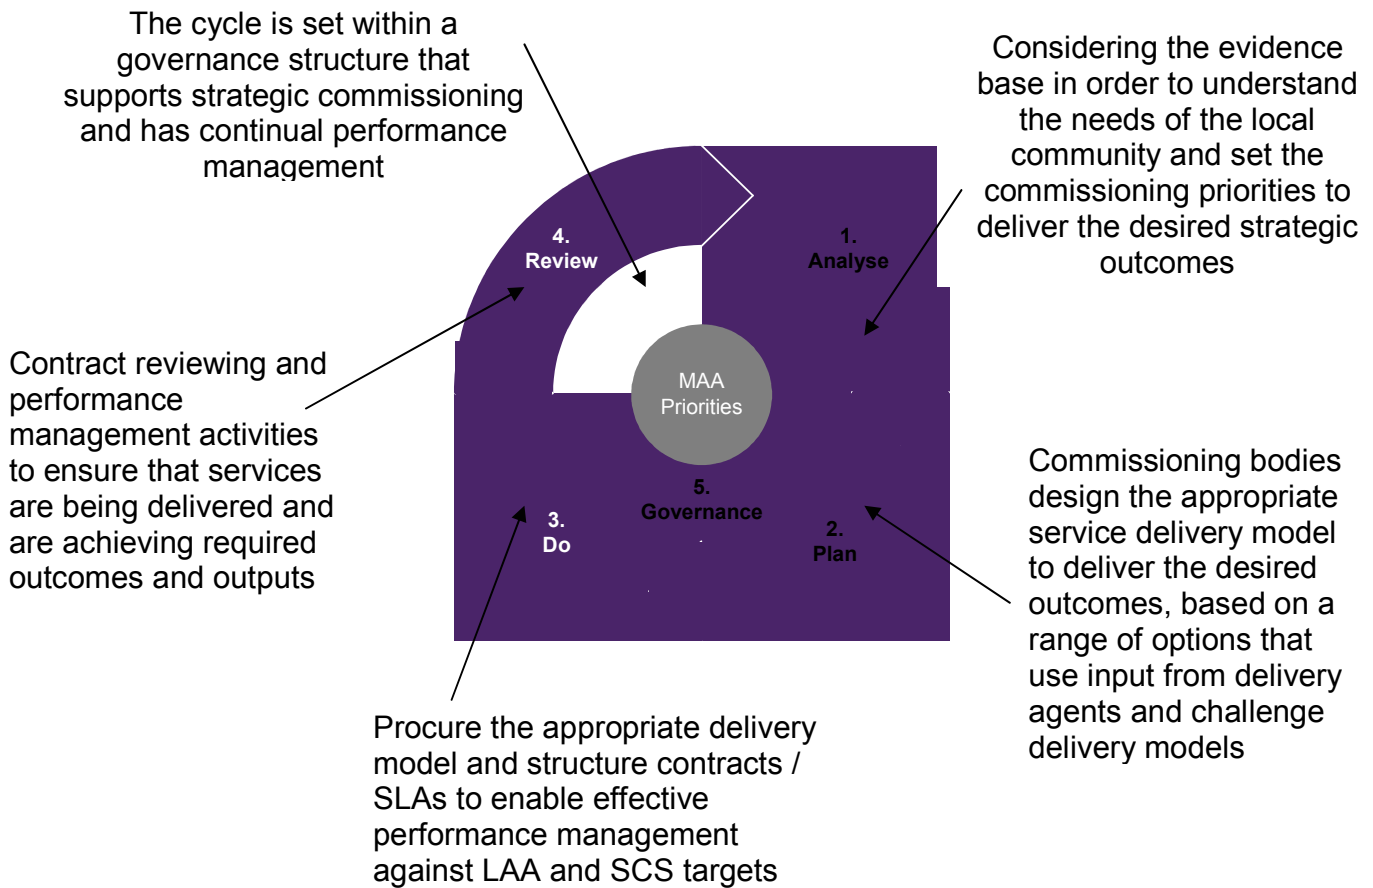 The cycle is set within a
governance structure that
supports strategic commissioning
and has continual performance
management
Considering the evidence
base in order to understand
the needs of the local
community and set the
commissioning priorities to
deliver the desired strategic
outcomes
4.
Review
1.
Analyse
Contract reviewing and
performance
management activities
to ensure that services
are being delivered and
are achieving required
outcomes and outputs
MAA
Priorities
5.
Governance
3.
Do
2.
Plan
Commissioning bodies
design the appropriate
service delivery model
to deliver the desired
outcomes, based on a
range of options that
use input from delivery
agents and challenge
delivery models
Procure the appropriate delivery
model and structure contracts /
SLAs to enable effective
performance management
against LAA and SCS targets